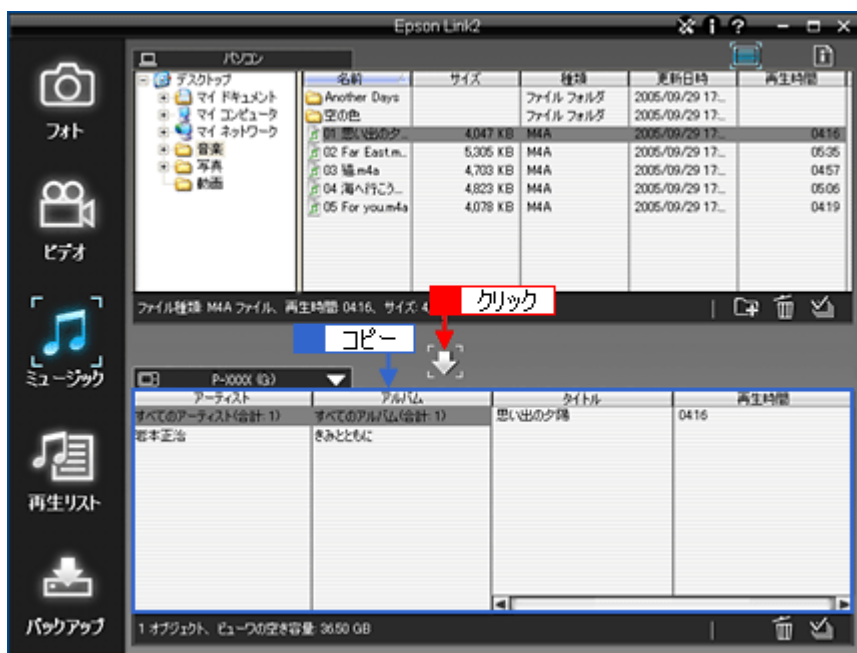 Epson Link2
パソコン
フォト
ビデオ
ミュージック
再生リスト
バックアップ
デスクトップ
マイ ドキュメント
マイ コンピュータ
マイ ネットワーク
音楽
写真
動画
名前 サイズ 種類 更新日時 再生時間
Another Days ファイル フォルダ 2005/09/29 17:...
空の色 ファイル フォルダ 2005/09/29 17:...
01 思い出の夕... 4,047 KB M4A 2005/09/29 17:... 04:16
02 Far East.m... 5,305 KB M4A 2005/09/29 17:... 05:35
03 .m4a 4,703 KB M4A 2005/09/29 17:... 04:57
04 海へ行こう... 4,823 KB M4A 2005/09/29 17:... 05:06
05 For you.m4a 4,078 KB M4A 2005/09/29 17:... 04:19
ファイル種類: M4A ファイル、再生時間: 04:16、サイズ: 4
クリック
コピー
P-XXXX (G)
アーティスト アルバム タイトル 再生時間
すべてのアーティスト(合計: 1) すべてのアルバム(合計: 1) 思い出の夕陽 04:16
岩本正治 きみとともに
1 オブジェクト、ビューワの空き容量: 36.50 GB